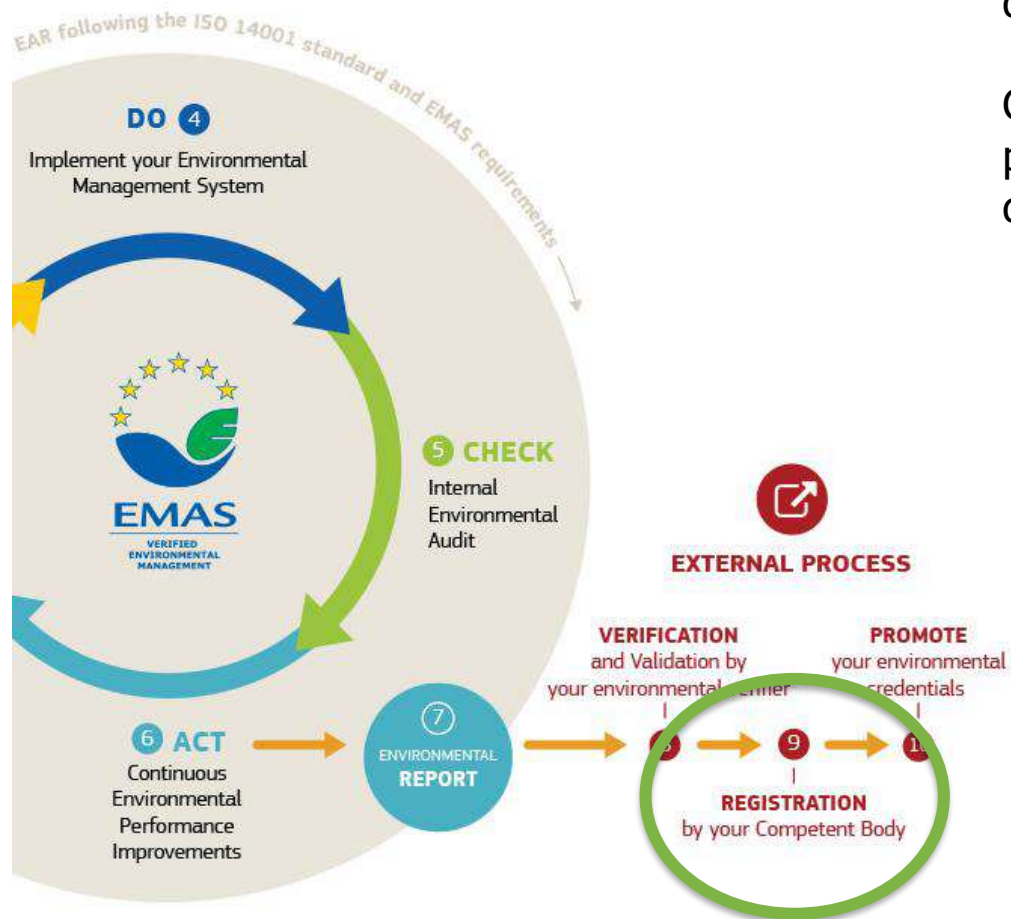 EAR following the ISO 14001 standard and EMAS requirements
DO 4
Implement your Environmental
Management System
5 CHECK
Internal
Environmental
Audit
EMAS
VERIFIED
ENVIRONMENTAL
MANAGEMENT
EXTERNAL PROCESS
VERIFICATION
and Validation by
your environmental
PROMOTE
your environmental
credentials
6 ACT
Continuous
Environmental
Performance
Improvements
7
ENVIRONMENTAL
REPORT
9
REGISTRATION
by your Competent Body